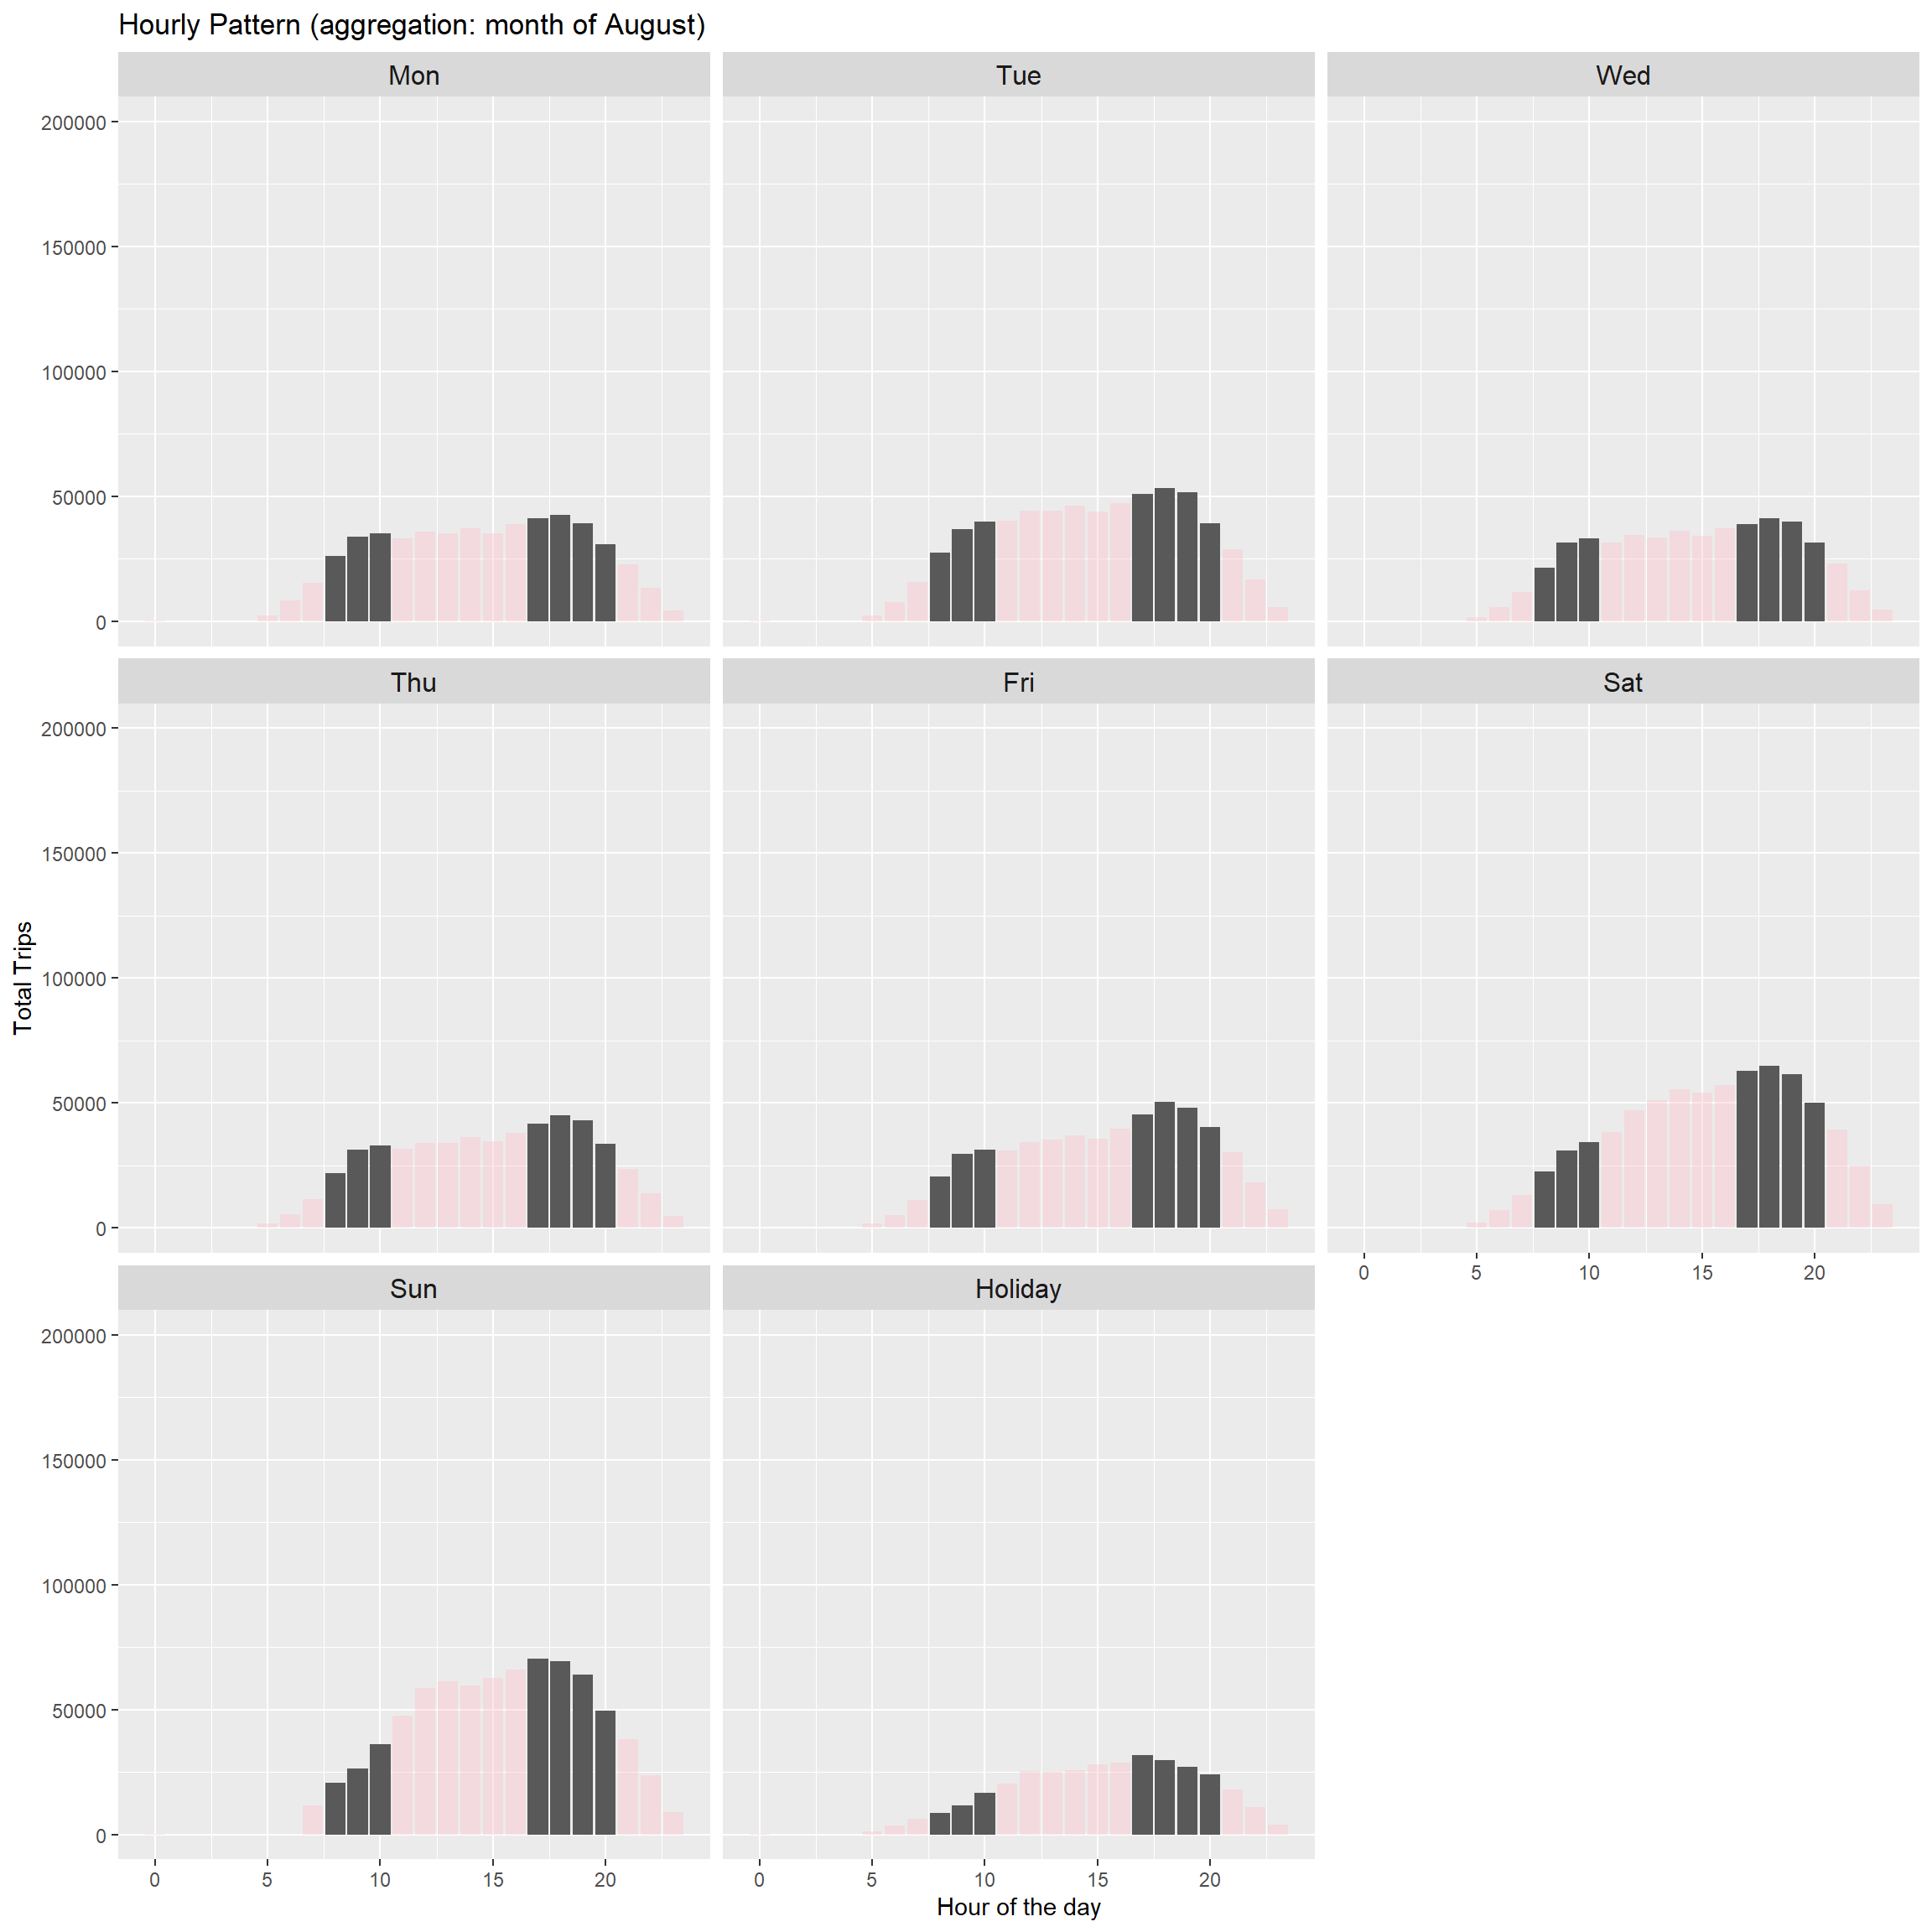 Hourly Pattern (aggregation: month of August)
Mon Tue Wed
200000
150000
100000
50000
0
Thu Fri Sat
200000
150000
100000
50000
0
0 5 10 15 20
Sun Holiday
200000
150000
100000
50000
0
0 5 10 15 20 0 5 10 15 20
Hour of the day
Total Trips